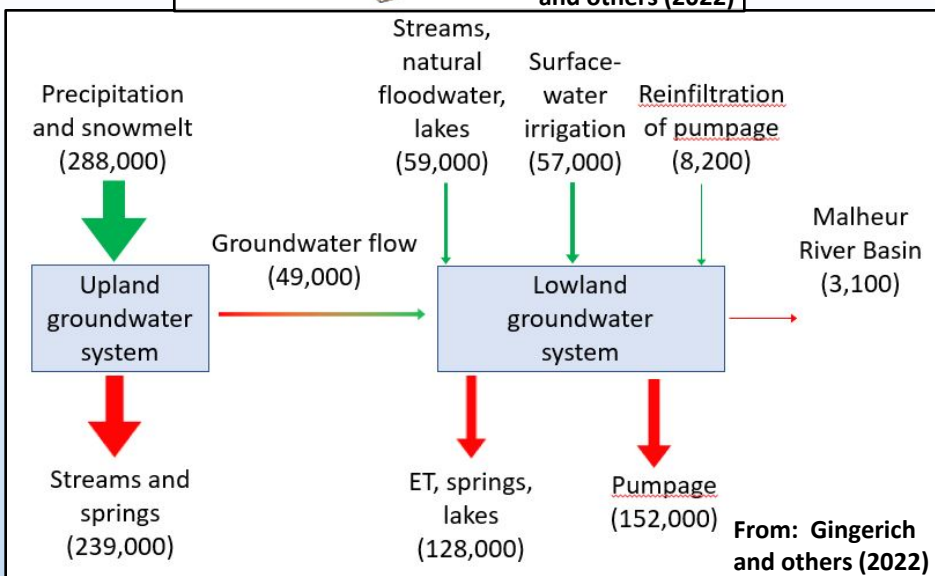 and others (2022)
Precipitation
and snowmelt
(288,000)
Streams,
natural
floodwater,
lakes
(59,000)
Surface-
water
irrigation
(57,000)
Reinfiltration
of pumpage
(8,200)
Groundwater flow
(49,000)
Malheur
River Basin
(3,100)
Upland
groundwater
system
Lowland
groundwater
system
Streams and
springs
(239,000)
ET, springs,
lakes
(128,000)
Pumpage
(152,000)
From:  Gingerich
and others (2022)